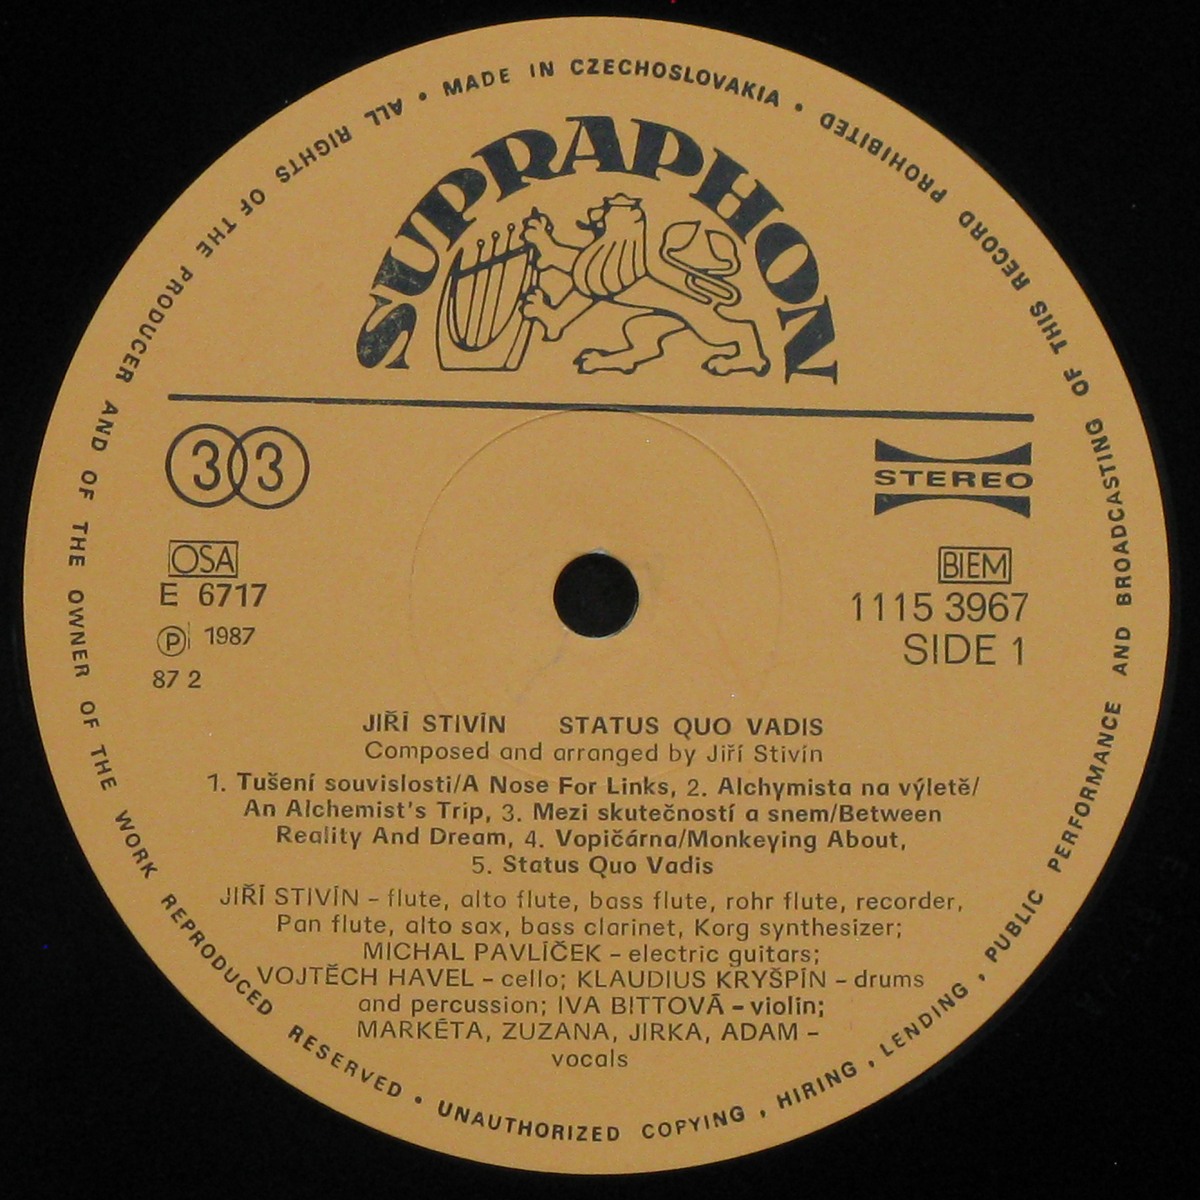 ALL RIGHTS OF THE PRODUCER AND OF THE OWNER OF THE WORK REPRODUCED RESERVED • UNAUTHORIZED COPYING, HIRING, LENDING, PUBLIC PERFORMANCE AND BROADCASTING OF THIS RECORD PROHIBITED • MADE IN CZECHOSLOVAKIA •
SUPRAPHON
33
STEREO
OSA
E 6717
Ⓟ 1987
87 2
BIEM
1115 3967
SIDE 1
JIŘÍ STIVÍN STATUS QUO VADIS
Composed and arranged by Jiří Stivín
1. Tušení souvislosti/A Nose For Links, 2. Alchymista na výletě/
An Alchemist's Trip, 3. Mezi skutečností a snem/Between
Reality And Dream, 4. Vopičárna/Monkeying About,
5. Status Quo Vadis
JIŘÍ STIVÍN – flute, alto flute, bass flute, rohr flute, recorder,
Pan flute, alto sax, bass clarinet, Korg synthesizer;
MICHAL PAVLÍČEK – electric guitars;
VOJTĚCH HAVEL – cello; KLAUDIUS KRYŠPÍN – drums
and percussion; IVA BITTOVÁ – violin;
MARKÉTA, ZUZANA, JIRKA, ADAM –
vocals